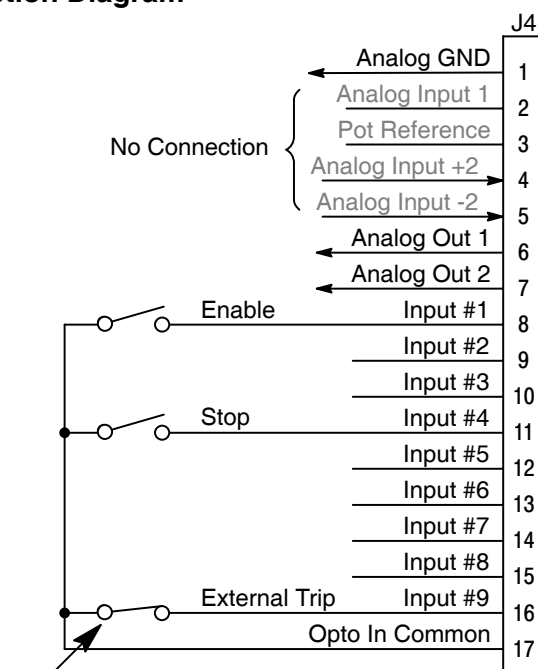 J4
Analog GND 1
Analog Input 1 2
Pot Reference 3
No Connection
Analog Input +2 4
Analog Input -2 5
Analog Out 1 6
Analog Out 2 7
Enable Input #1 8
Input #2 9
Input #3 10
Stop Input #4 11
Input #5 12
Input #6 13
Input #7 14
Input #8 15
External Trip Input #9 16
Opto In Common 17